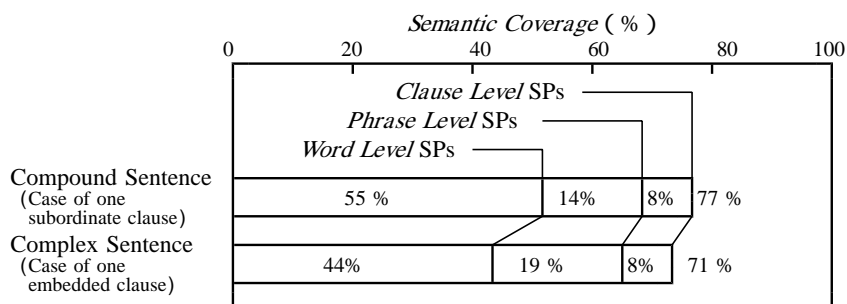 Semantic Coverage ( % )
0 20 40 60 80 100
Clause Level SPs
Phrase Level SPs
Word Level SPs
Compound Sentence
(Case of one
subordinate clause)
55 % 14% 8% 77 %
Complex Sentence
(Case of one
embedded clause)
44% 19 % 8% 71 %